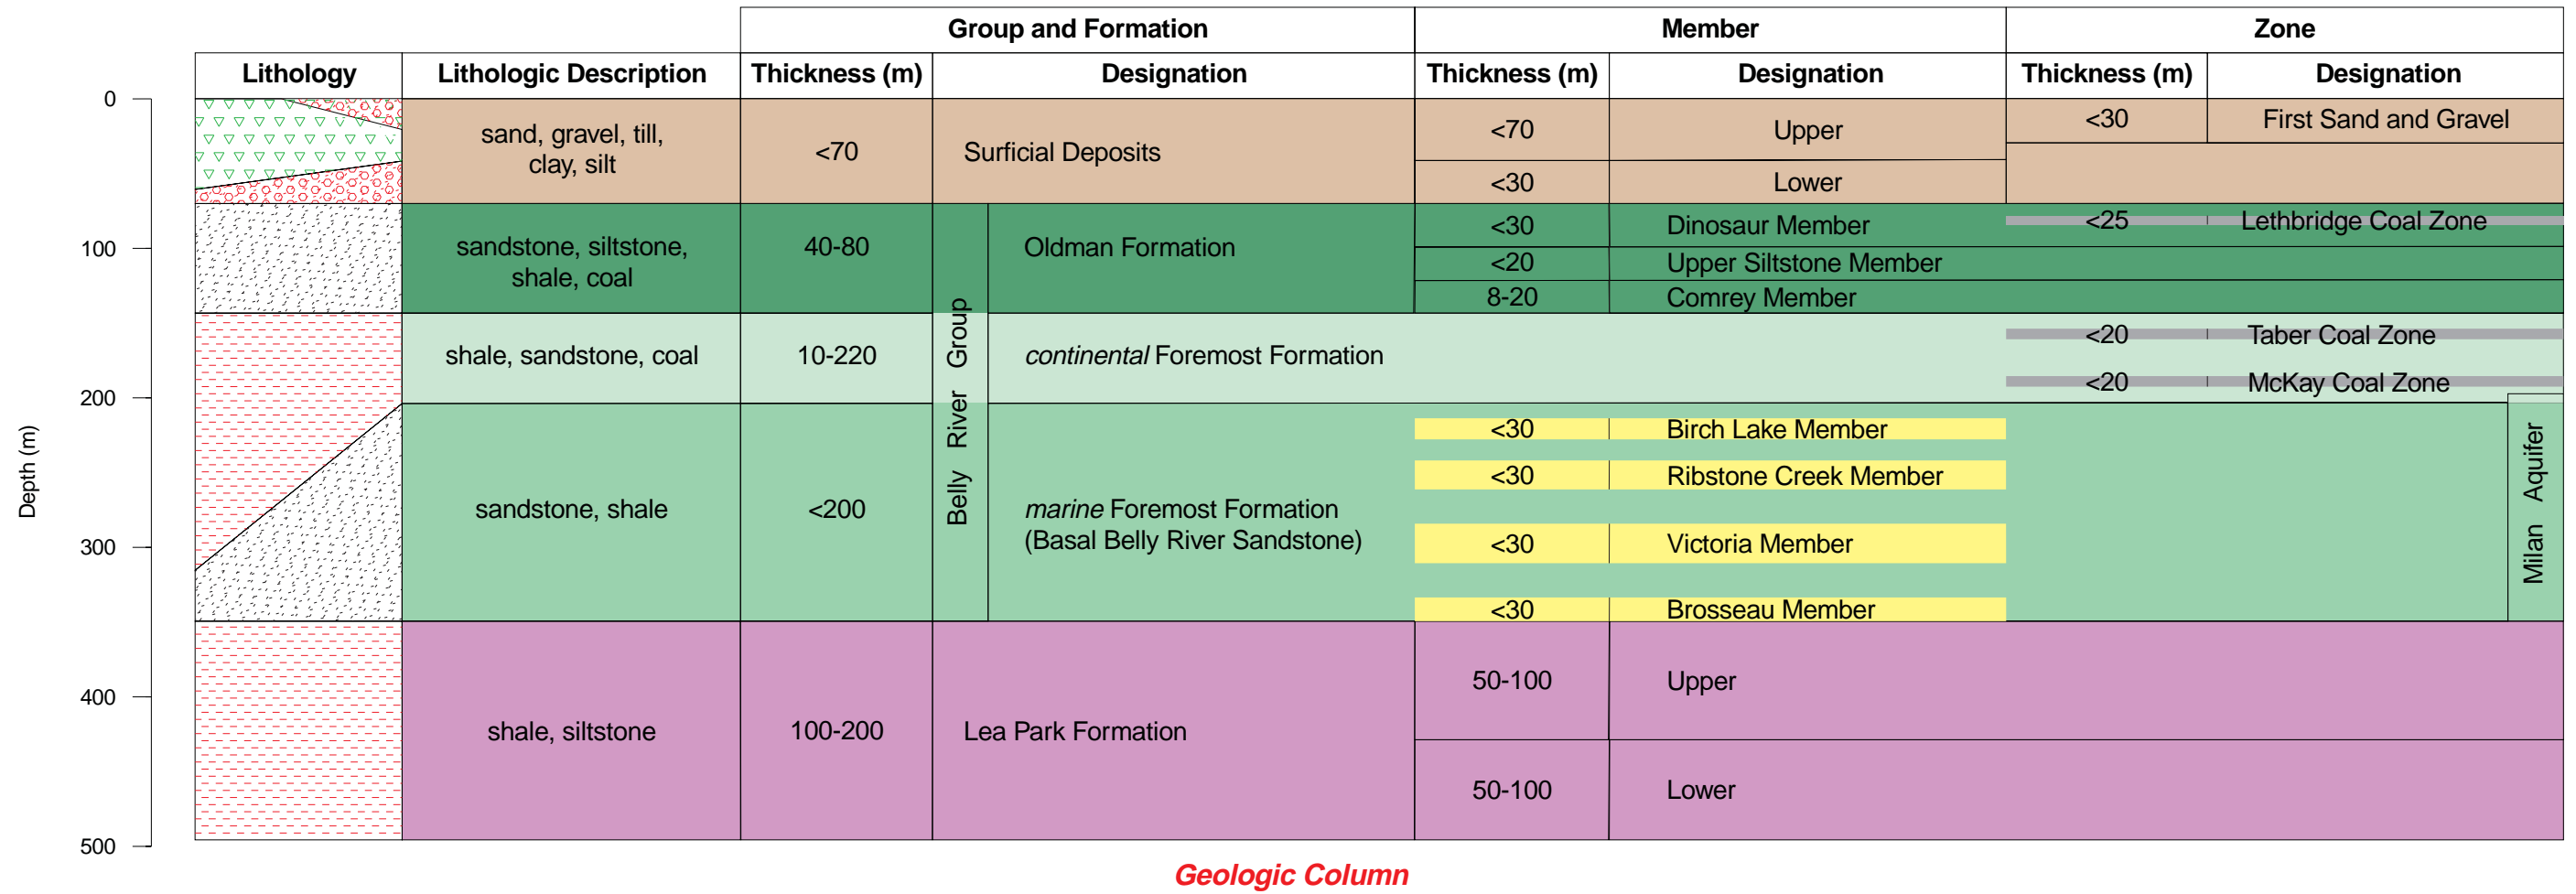 Group and Formation
Member
Zone
Lithology
Lithologic Description
Thickness (m)
Designation
Thickness (m)
Designation
Thickness (m)
Designation
Depth (m)
0
100
200
300
400
500
sand, gravel, till,
clay, silt
<70
Surficial Deposits
<70
Upper
<30
Lower
<30
First Sand and Gravel
sandstone, siltstone,
shale, coal
40-80
Belly River Group
Oldman Formation
<30
Dinosaur Member
<25
Lethbridge Coal Zone
<20
Upper Siltstone Member
8-20
Comrey Member
shale, sandstone, coal
10-220
continental Foremost Formation
<20
Taber Coal Zone
<20
McKay Coal Zone
sandstone, shale
<200
marine Foremost Formation
(Basal Belly River Sandstone)
<30
Birch Lake Member
<30
Ribstone Creek Member
<30
Victoria Member
<30
Brosseau Member
Milan Aquifer
shale, siltstone
100-200
Lea Park Formation
50-100
Upper
50-100
Lower
Geologic Column